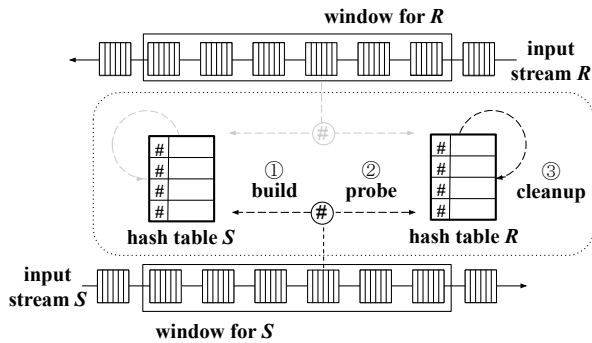 window for R
input
stream R
#
① ②
③
# #
# #
# #
# #
build probe
cleanup
#
hash table S
hash table R
input
stream S
window for S